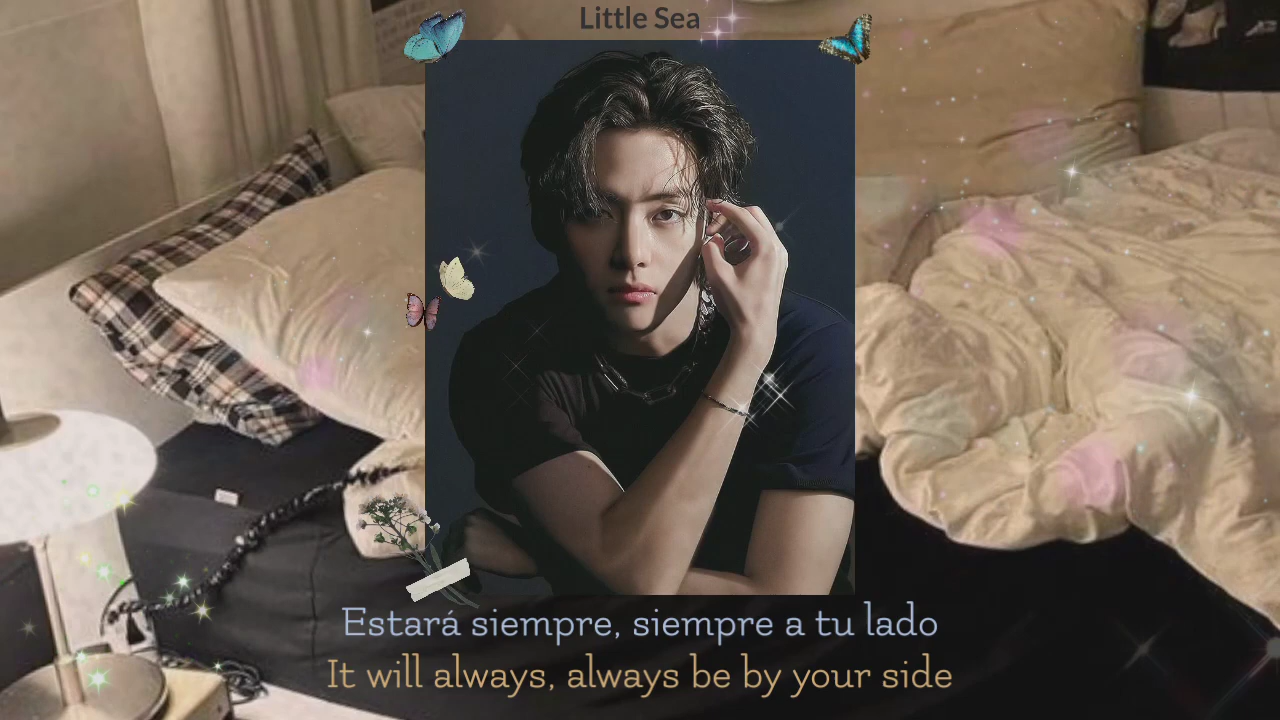 Little Sea
Estará siempre, siempre a tu lado
It will always, always be by your side